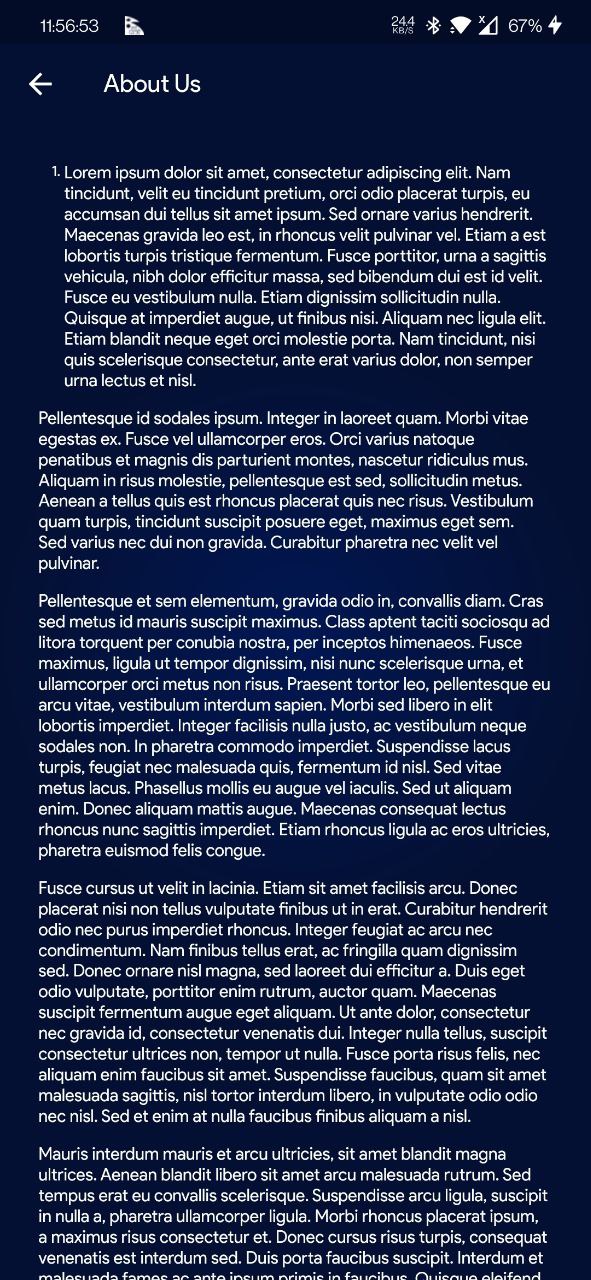 11:56:53
24.4
KB/S
X
67%
About Us
1. Lorem ipsum dolor sit amet, consectetur adipiscing elit. Nam
tincidunt, velit eu tincidunt pretium, orci odio placerat turpis, eu
accumsan dui tellus sit amet ipsum. Sed ornare varius hendrerit.
Maecenas gravida leo est, in rhoncus velit pulvinar vel. Etiam a est
lobortis turpis tristique fermentum. Fusce porttitor, urna a sagittis
vehicula, nibh dolor efficitur massa, sed bibendum dui est id velit.
Fusce eu vestibulum nulla. Etiam dignissim sollicitudin nulla.
Quisque at imperdiet augue, ut finibus nisi. Aliquam nec ligula elit.
Etiam blandit neque eget orci molestie porta. Nam tincidunt, nisi
quis scelerisque consectetur, ante erat varius dolor, non semper
urna lectus et nisl.
Pellentesque id sodales ipsum. Integer in laoreet quam. Morbi vitae
egestas ex. Fusce vel ullamcorper eros. Orci varius natoque
penatibus et magnis dis parturient montes, nascetur ridiculus mus.
Aliquam in risus molestie, pellentesque est sed, sollicitudin metus.
Aenean a tellus quis est rhoncus placerat quis nec risus. Vestibulum
quam turpis, tincidunt suscipit posuere eget, maximus eget sem.
Sed varius nec dui non gravida. Curabitur pharetra nec velit vel
pulvinar.
Pellentesque et sem elementum, gravida odio in, convallis diam. Cras
sed metus id mauris suscipit maximus. Class aptent taciti sociosqu ad
litora torquent per conubia nostra, per inceptos himenaeos. Fusce
maximus, ligula ut tempor dignissim, nisi nunc scelerisque urna, et
ullamcorper orci metus non risus. Praesent tortor leo, pellentesque eu
arcu vitae, vestibulum interdum sapien. Morbi sed libero in elit
lobortis imperdiet. Integer facilisis nulla justo, ac vestibulum neque
sodales non. In pharetra commodo imperdiet. Suspendisse lacus
turpis, feugiat nec malesuada quis, fermentum id nisl. Sed vitae
metus lacus. Phasellus mollis eu augue vel iaculis. Sed ut aliquam
enim. Donec aliquam mattis augue. Maecenas consequat lectus
rhoncus nunc sagittis imperdiet. Etiam rhoncus ligula ac eros ultricies,
pharetra euismod felis congue.
Fusce cursus ut velit in lacinia. Etiam sit amet facilisis arcu. Donec
placerat nisi non tellus vulputate finibus ut in erat. Curabitur hendrerit
odio nec purus imperdiet rhoncus. Integer feugiat ac arcu nec
condimentum. Nam finibus tellus erat, ac fringilla quam dignissim
sed. Donec ornare nisl magna, sed laoreet dui efficitur a. Duis eget
odio vulputate, porttitor enim rutrum, auctor quam. Maecenas
suscipit fermentum augue eget aliquam. Ut ante dolor, consectetur
nec gravida id, consectetur venenatis dui. Integer nulla tellus, suscipit
consectetur ultrices non, tempor ut nulla. Fusce porta risus felis, nec
aliquam enim faucibus sit amet. Suspendisse faucibus, quam sit amet
malesuada sagittis, nisl tortor interdum libero, in vulputate odio odio
nec nisl. Sed et enim at nulla faucibus finibus aliquam a nisl.
Mauris interdum mauris et arcu ultricies, sit amet blandit magna
ultrices. Aenean blandit libero sit amet arcu malesuada rutrum. Sed
tempus erat eu convallis scelerisque. Suspendisse arcu ligula, suscipit
in nulla a, pharetra ullamcorper ligula. Morbi rhoncus placerat ipsum,
a maximus risus consectetur et. Donec cursus risus turpis, consequat
venenatis est interdum sed. Duis porta faucibus suscipit. Interdum et
malesuada fames ac ante ipsum primis in faucibus. Quisque eleifend